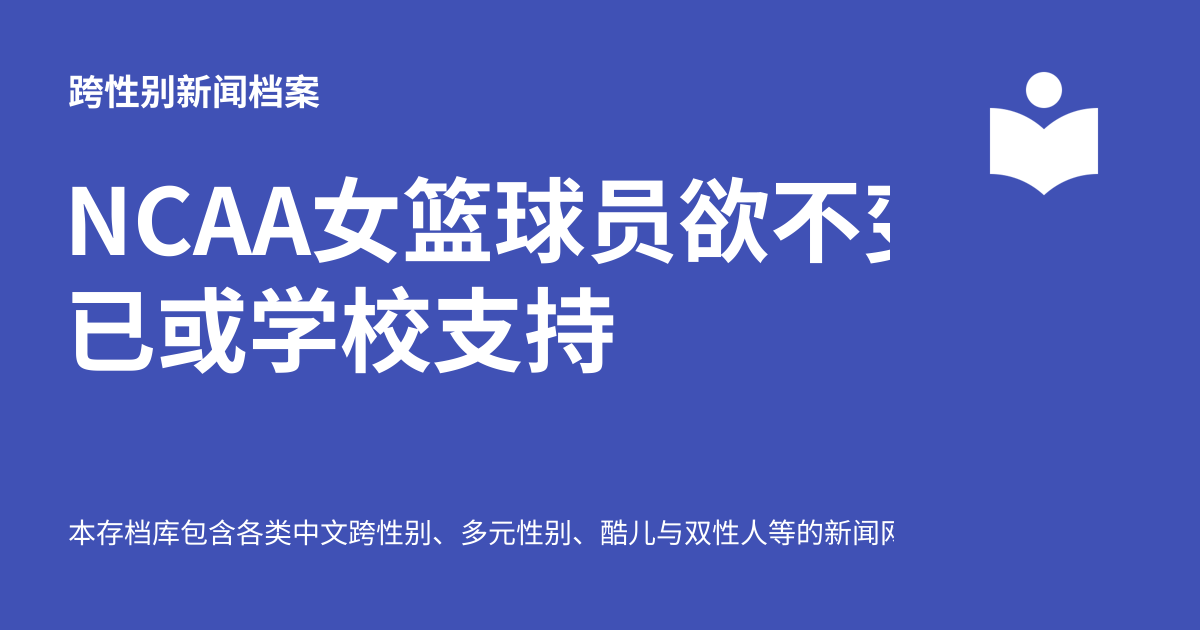 跨性别新闻档案
NCAA女篮球员欲不
已或学校支持
本存档库包含各类中文跨性别、多元性别、酷儿与双性人等的新闻